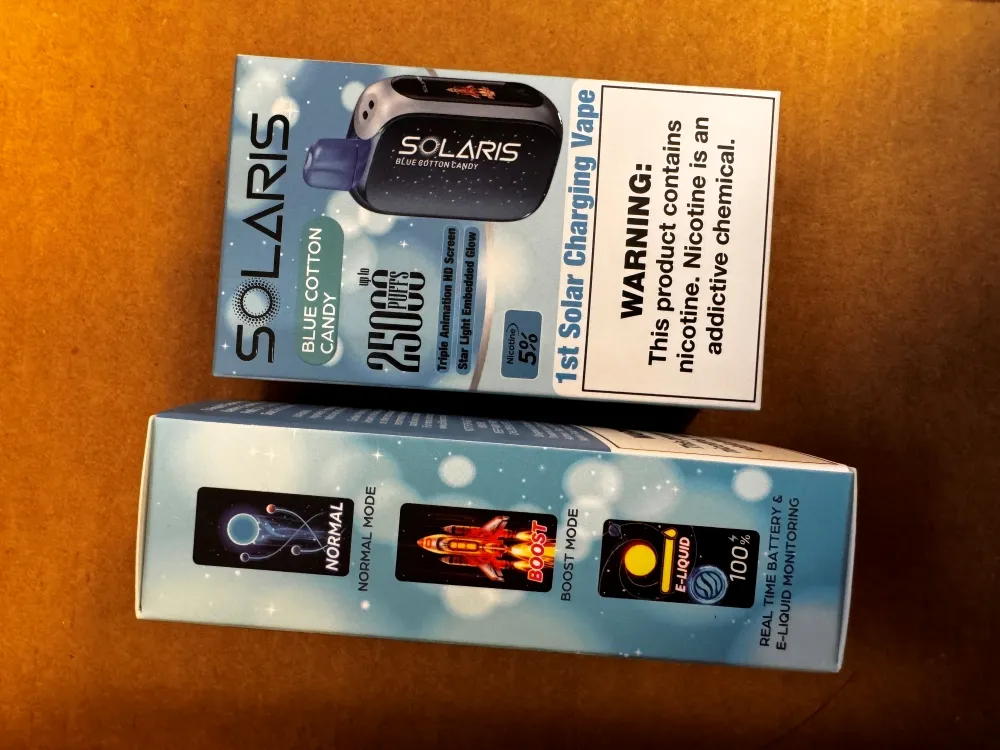 SOLARIS
BLUE COTTON
CANDY
up to
25000
PUFFS
Triple Animation HD Screen
Star Light Embedded Glow
Nicotine
5%
SOLARIS
BLUE COTTON CANDY
1st Solar Charging Vape
WARNING:
This product contains
nicotine. Nicotine is an
addictive chemical.
NORMAL
NORMAL MODE
BOOST
BOOST MODE
E-LIQUID
100%
REAL TIME BATTERY &
E-LIQUID MONITORING